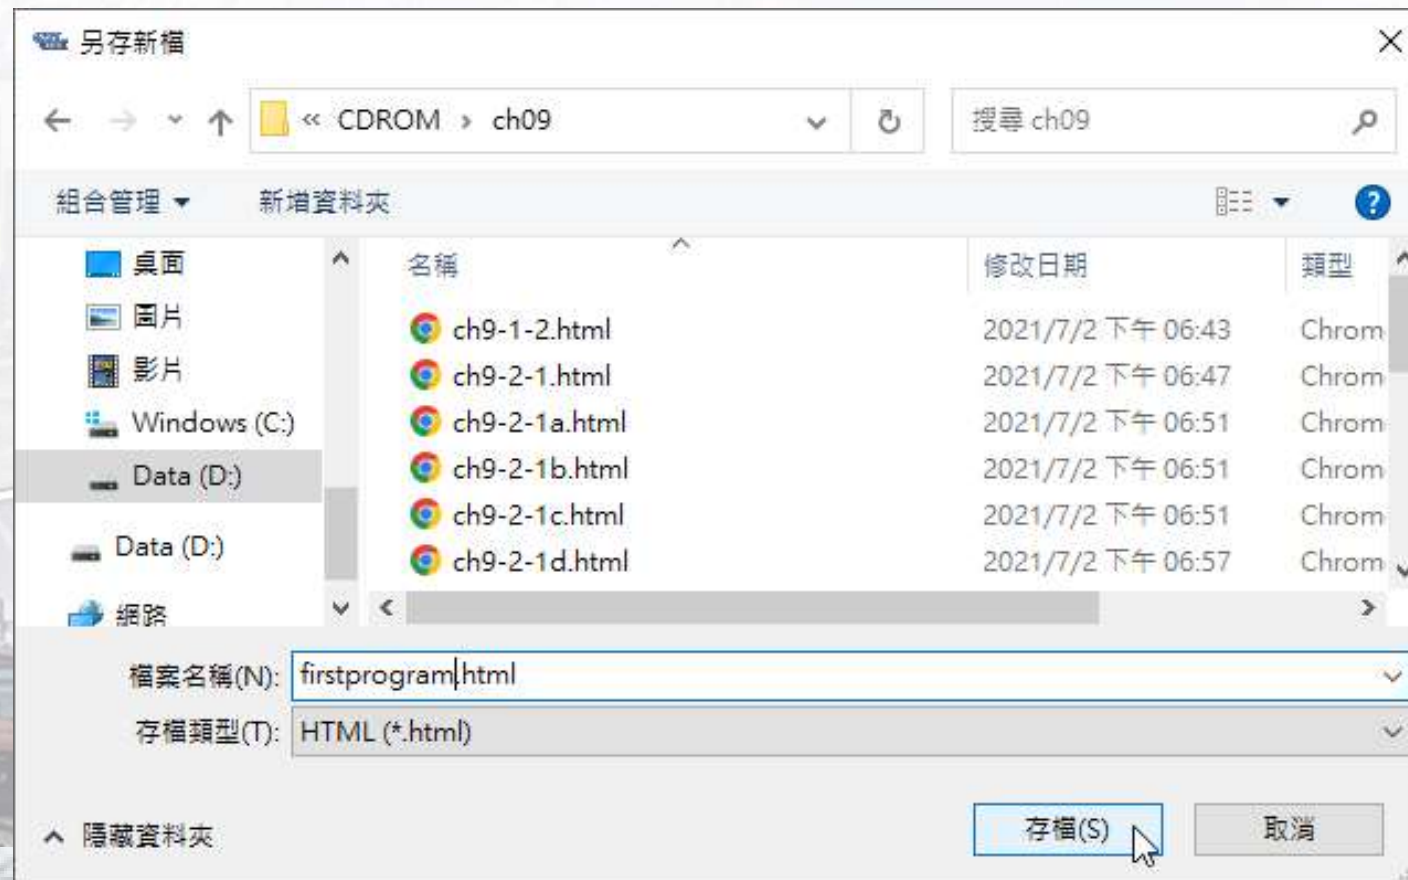 另存新檔
« CDROM › ch09
搜尋 ch09
組合管理
新增資料夾
桌面
圖片
影片
Windows (C:)
Data (D:)
Data (D:)
網路
名稱 修改日期 類型
ch9-1-2.html 2021/7/2 下午 06:43 Chrom
ch9-2-1.html 2021/7/2 下午 06:47 Chrom
ch9-2-1a.html 2021/7/2 下午 06:51 Chrom
ch9-2-1b.html 2021/7/2 下午 06:51 Chrom
ch9-2-1c.html 2021/7/2 下午 06:51 Chrom
ch9-2-1d.html 2021/7/2 下午 06:57 Chrom
檔案名稱(N): firstprogram.html
存檔類型(T): HTML (*.html)
隱藏資料夾
存檔(S)
取消